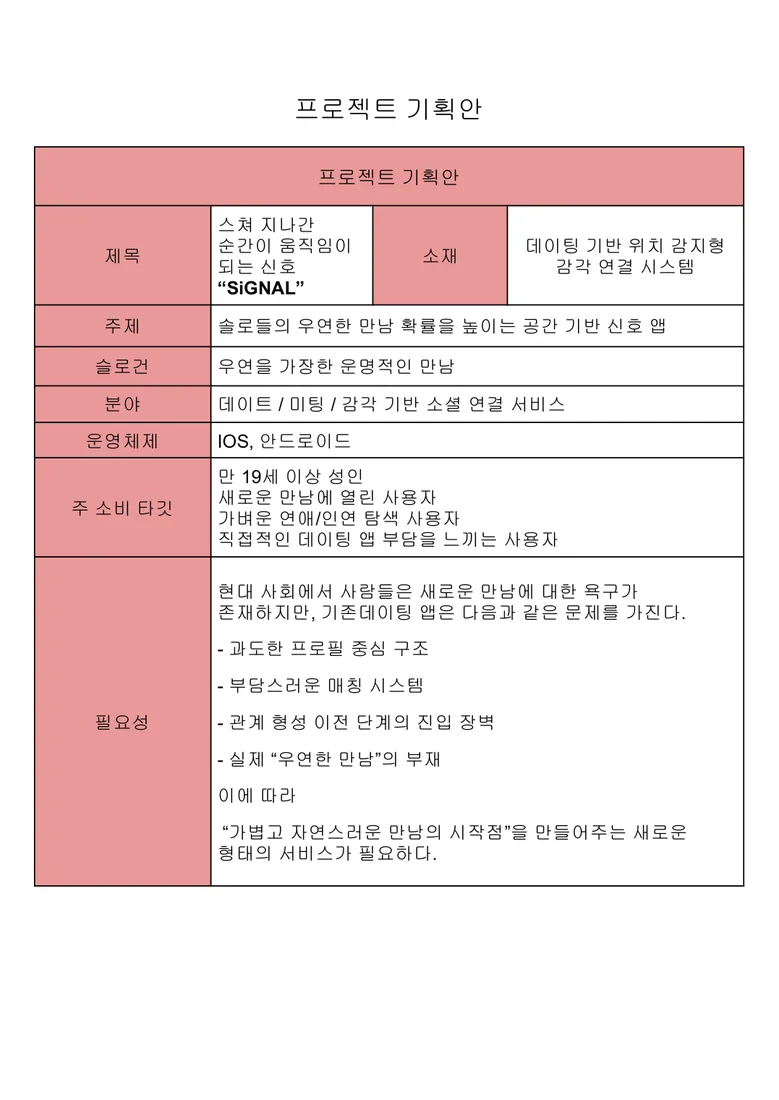 프로젝트 기획안
프로젝트 기획안
제목
스쳐 지나간
순간이 움직임이
되는 신호
“SiGNAL”
소재
데이팅 기반 위치 감지형
감각 연결 시스템
주제
솔로들의 우연한 만남 확률을 높이는 공간 기반 신호 앱
슬로건
우연을 가장한 운명적인 만남
분야
데이트 / 미팅 / 감각 기반 소셜 연결 서비스
운영체제
IOS, 안드로이드
주 소비 타깃
만 19세 이상 성인
새로운 만남에 열린 사용자
가벼운 연애/인연 탐색 사용자
직접적인 데이팅 앱 부담을 느끼는 사용자
필요성
현대 사회에서 사람들은 새로운 만남에 대한 욕구가
존재하지만, 기존데이팅 앱은 다음과 같은 문제를 가진다.
- 과도한 프로필 중심 구조
- 부담스러운 매칭 시스템
- 관계 형성 이전 단계의 진입 장벽
- 실제 “우연한 만남”의 부재
이에 따라
“가볍고 자연스러운 만남의 시작점”을 만들어주는 새로운
형태의 서비스가 필요하다.